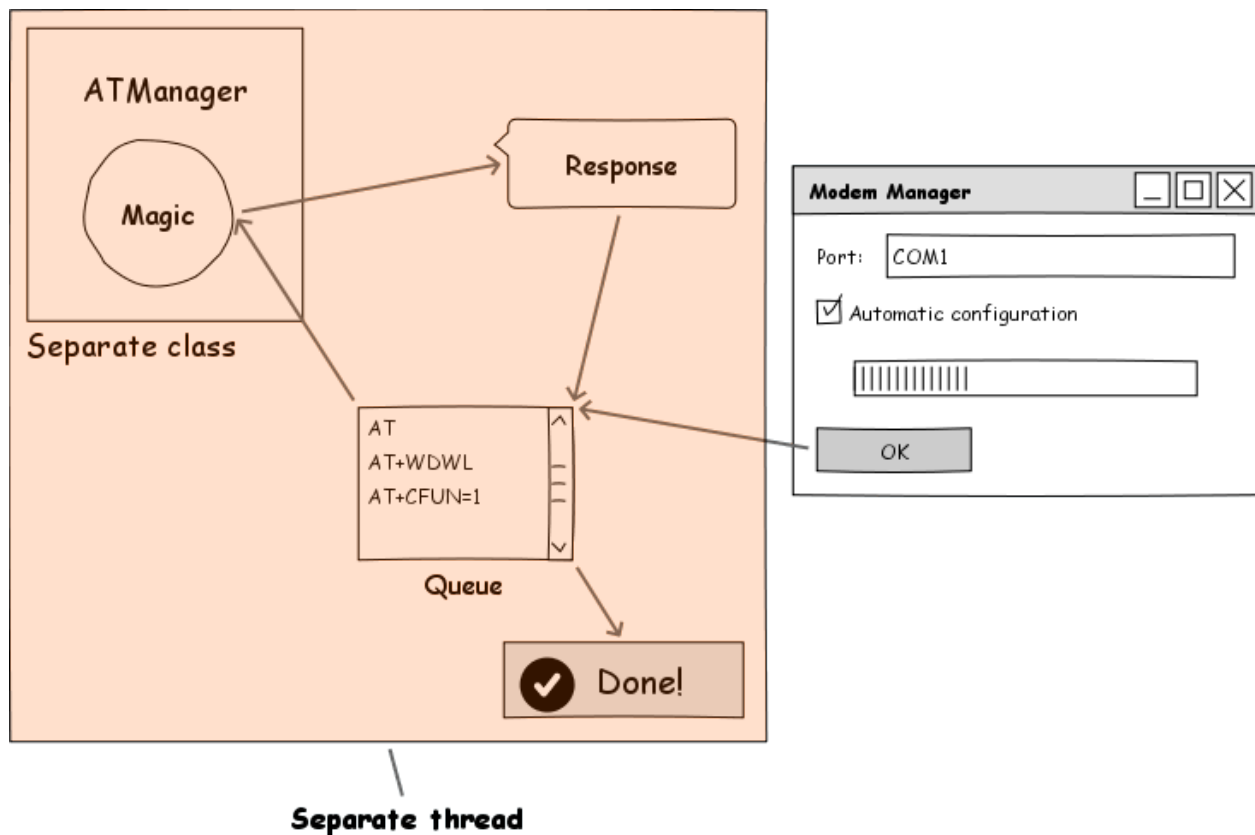 ATManager
Magic
Separate class
Response
Modem Manager
Port: COM1
Automatic configuration
OK
AT
AT+WDWL
AT+CFUN=1
Queue
Done!
Separate thread